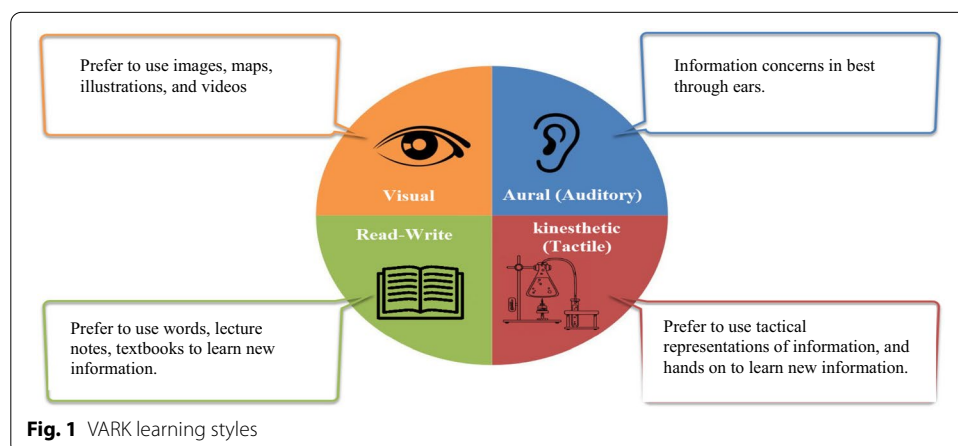 Prefer to use images, maps,
illustrations, and videos
Information concerns in best
through ears.
Visual
Aural (Auditory)
Read-Write
kinesthetic
(Tactile)
Prefer to use words, lecture
notes, textbooks to learn new
information.
Prefer to use tactical
representations of information, and
hands on to learn new information.
Fig. 1 VARK learning styles